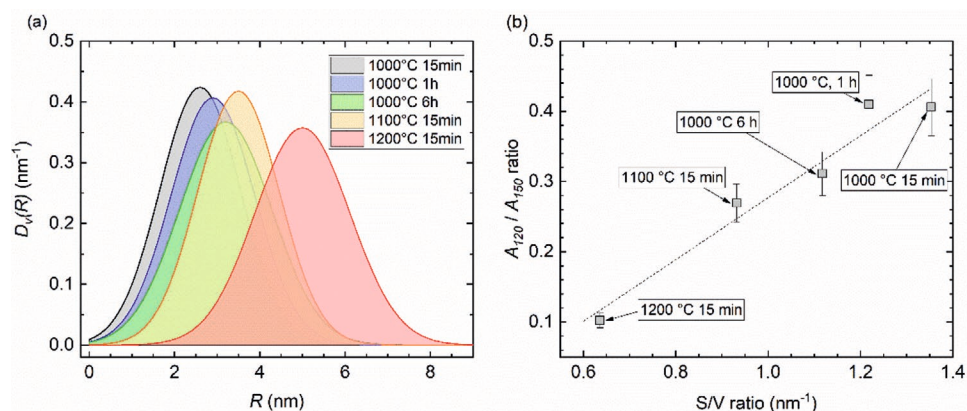 (a)
0.5
0.4
0.3
0.2
0.1
0.0
D_v(R) (nm⁻¹)
1000°C 15min
1000°C 1h
1000°C 6h
1100°C 15min
1200°C 15min
0 2 4 6 8
R (nm)
(b)
0.5
0.4
0.3
0.2
0.1
A₁₂₀ / A₁₅₀ ratio
1000 °C, 1 h
1000 °C 6 h
1100 °C 15 min
1000 °C 15 min
1200 °C 15 min
0.6 0.8 1.0 1.2 1.4
S/V ratio (nm⁻¹)